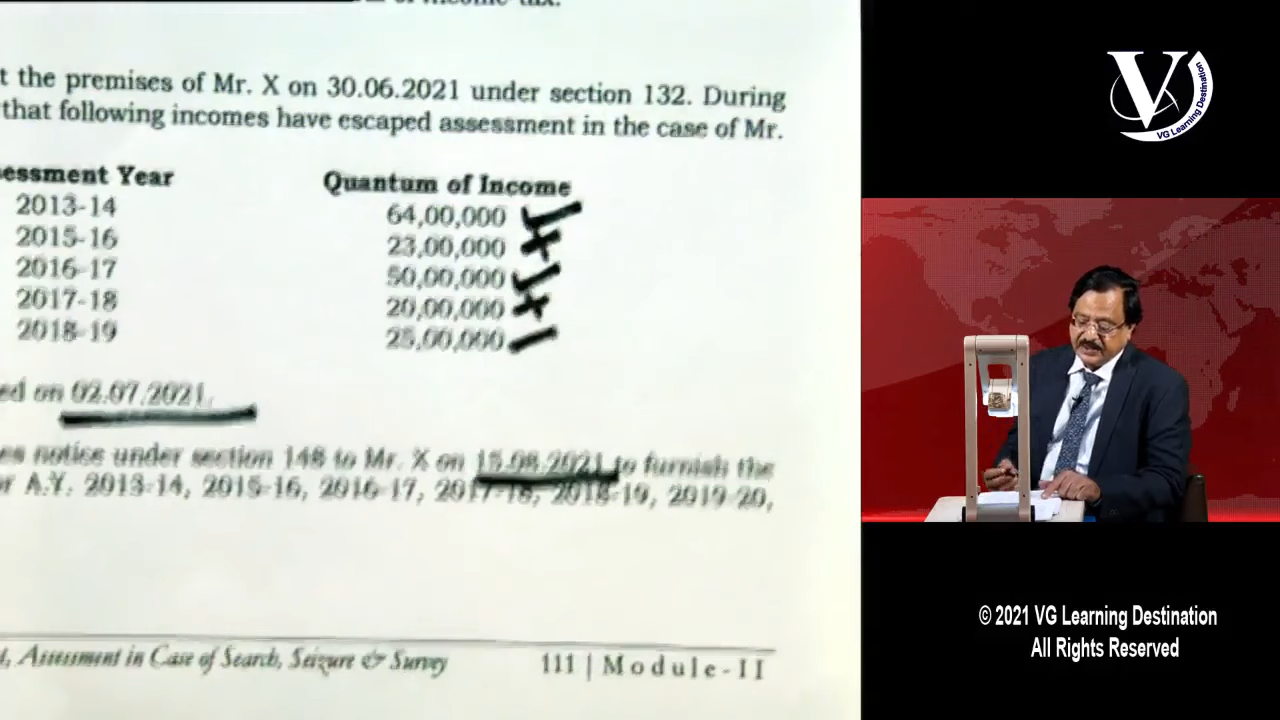 t the premises of Mr. X on 30.06.2021 under section 132. During
that following incomes have escaped assessment in the case of Mr.
essment Year Quantum of Income
2013-14 64,00,000
2015-16 23,00,000
2016-17 50,00,000
2017-18 20,00,000
2018-19 25,00,000
ed on 02.07.2021.
es notice under section 148 to Mr. X on 15.08.2021 to furnish the
r A.Y. 2013-14, 2015-16, 2016-17, 2017-18, 2018-19, 2019-20,
, Assessment in Case of Search, Seizure & Survey 111 | Module-II
V
VG Learning Destination
© 2021 VG Learning Destination
All Rights Reserved